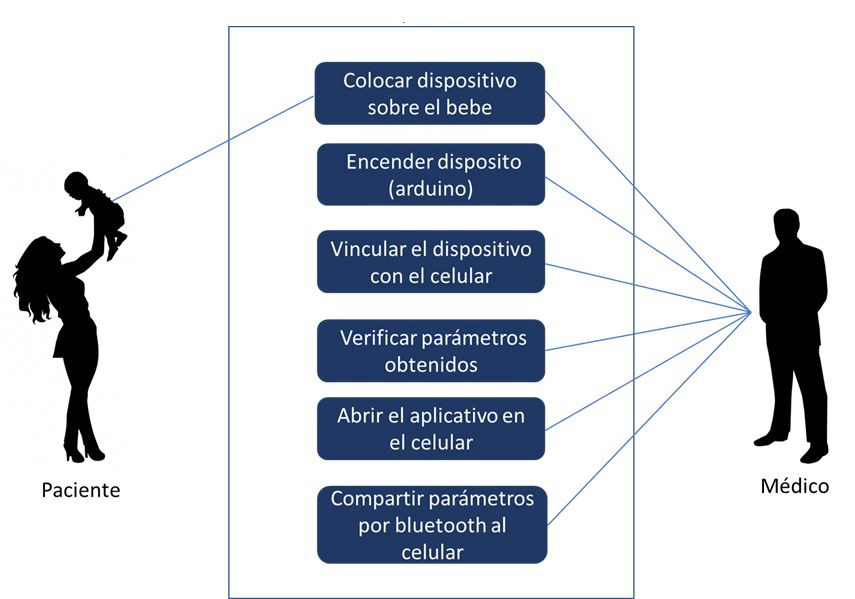 Colocar dispositivo
sobre el bebe
Encender disposito
(arduino)
Vincular el dispositivo
con el celular
Verificar parámetros
obtenidos
Abrir el aplicativo en
el celular
Compartir parámetros
por bluetooth al
celular
Paciente
Médico